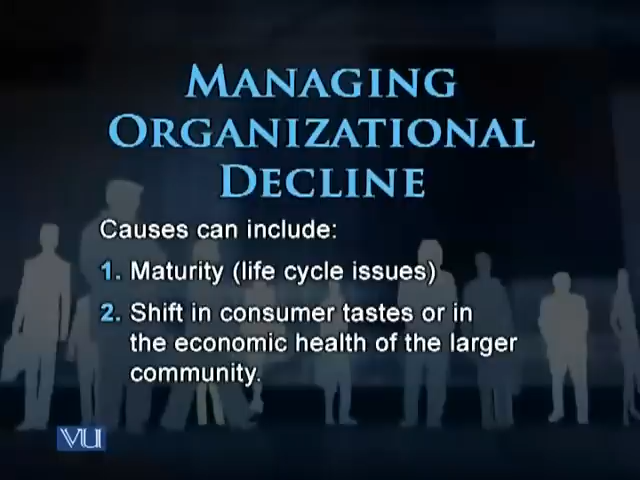 MANAGING
ORGANIZATIONAL
DECLINE
Causes can include:
1. Maturity (life cycle issues)
2. Shift in consumer tastes or in
the economic health of the larger
community.
VU